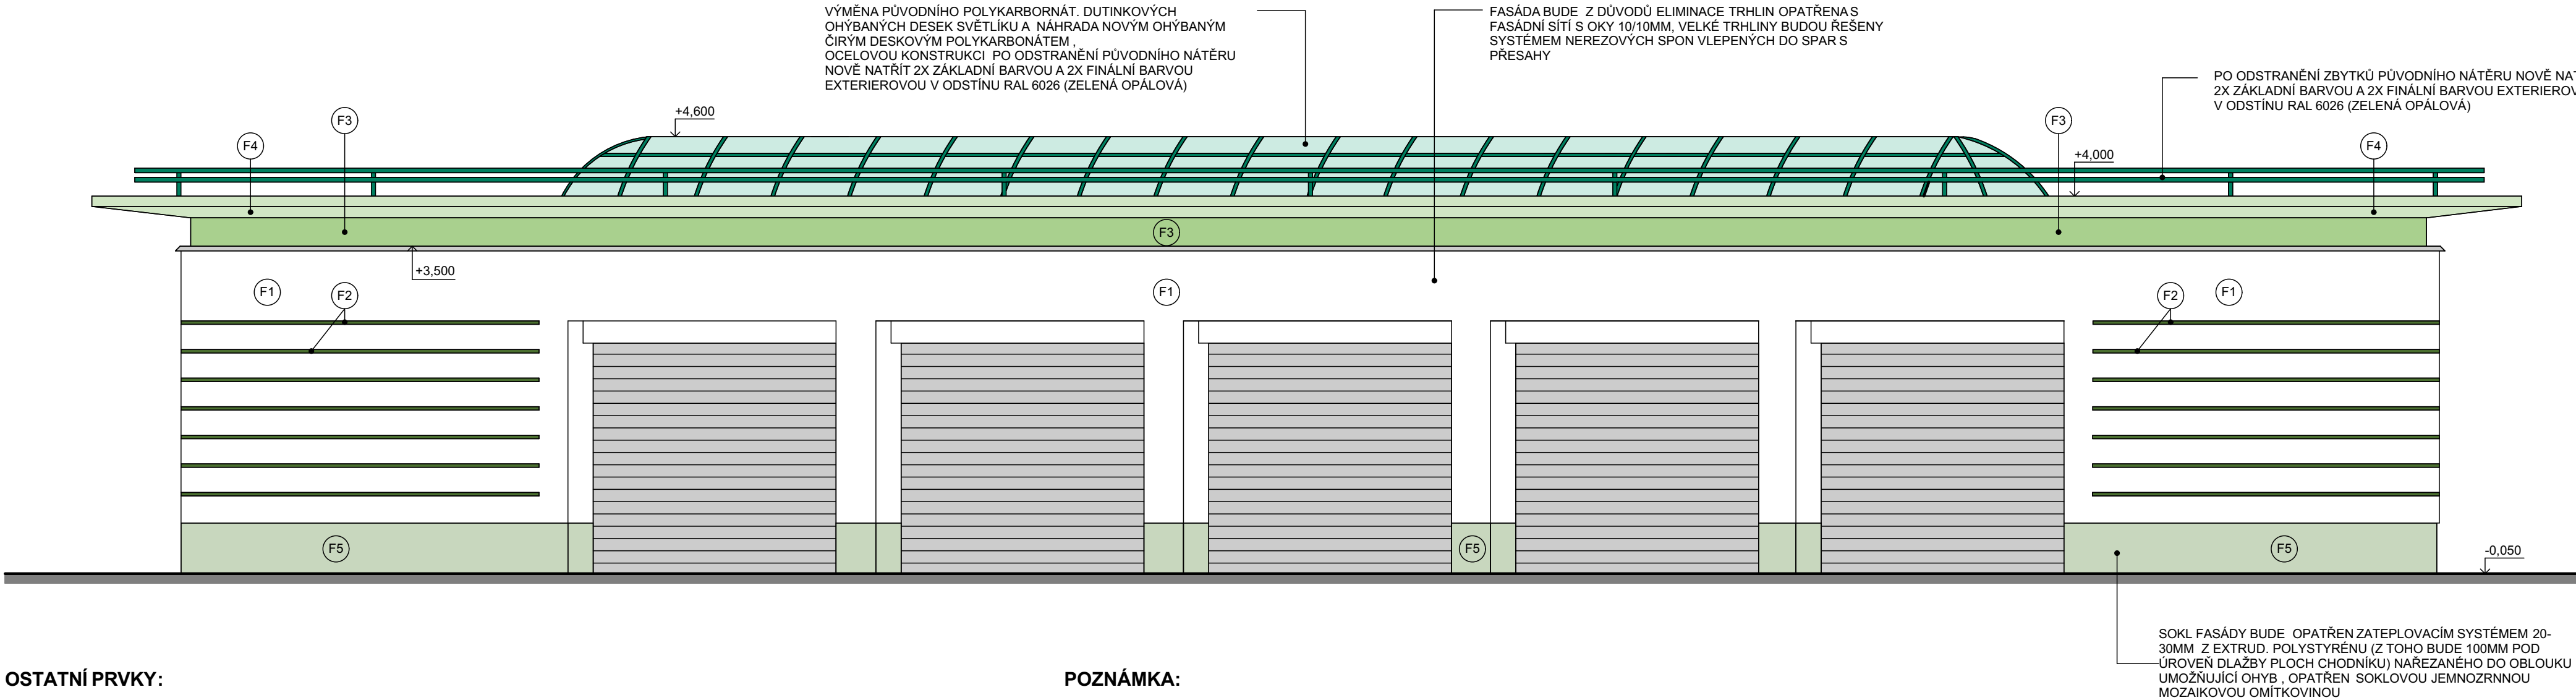 VÝMĚNA PŮVODNÍHO POLYKARBORNÁT. DUTINKOVÝCH
OHÝBANÝCH DESEK SVĚTLÍKU A NÁHRADA NOVÝM OHÝBANÝM
ČIRÝM DESKOVÝM POLYKARBONÁTEM ,
OCELOVOU KONSTRUKCI PO ODSTRANĚNÍ PŮVODNÍHO NÁTĚRU
NOVĚ NATŘÍT 2X ZÁKLADNÍ BARVOU A 2X FINÁLNÍ BARVOU
EXTERIEROVOU V ODSTÍNU RAL 6026 (ZELENÁ OPÁLOVÁ)
FASÁDA BUDE Z DŮVODŮ ELIMINACE TRHLIN OPATŘENA S
FASÁDNÍ SÍTÍ S OKY 10/10MM, VELKÉ TRHLINY BUDOU ŘEŠENY
SYSTÉMEM NEREZOVÝCH SPON VLEPENÝCH DO SPAR S
PŘESAHY
PO ODSTRANĚNÍ ZBYTKŮ PŮVODNÍHO NÁTĚRU NOVĚ NAT
2X ZÁKLADNÍ BARVOU A 2X FINÁLNÍ BARVOU EXTERIEROV
V ODSTÍNU RAL 6026 (ZELENÁ OPÁLOVÁ)
+4,600
F3
F3
F4
F4
+4,000
F3
+3,500
F1
F2
F1
F2
F1
F5
F5
F5
-0,050
SOKL FASÁDY BUDE OPATŘEN ZATEPLOVACÍM SYSTÉMEM 20-
30MM Z EXTRUD. POLYSTYRÉNU (Z TOHO BUDE 100MM POD
ÚROVEŇ DLAŽBY PLOCH CHODNÍKU) NAŘEZANÉHO DO OBLOUKU
UMOŽŇUJÍCÍ OHYB , OPATŘEN SOKLOVOU JEMNOZRNNOU
MOZAIKOVOU OMÍTKOVINOU
OSTATNÍ PRVKY:
POZNÁMKA: